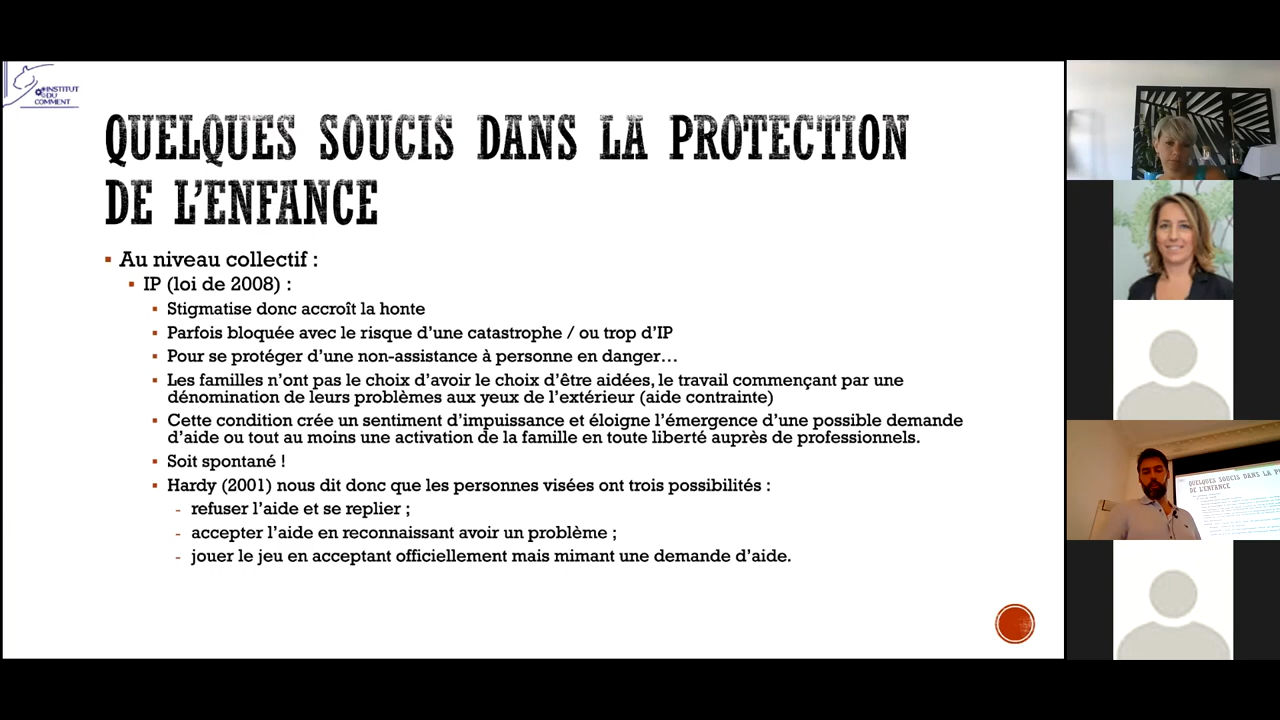 INSTITUT
DU
COMMENT
QUELQUES SOUCIS DANS LA PROTECTION
DE L'ENFANCE
Au niveau collectif :
IP (loi de 2008) :
Stigmatise donc accroît la honte
Parfois bloquée avec le risque d'une catastrophe / ou trop d'IP
Pour se protéger d'une non-assistance à personne en danger…
Les familles n'ont pas le choix d'avoir le choix d'être aidées, le travail commençant par une
dénomination de leurs problèmes aux yeux de l'extérieur (aide contrainte)
Cette condition crée un sentiment d'impuissance et éloigne l'émergence d'une possible demande
d'aide ou tout au moins une activation de la famille en toute liberté auprès de professionnels.
Soit spontané !
Hardy (2001) nous dit donc que les personnes visées ont trois possibilités :
- refuser l'aide et se replier ;
- accepter l'aide en reconnaissant avoir un problème ;
- jouer le jeu en acceptant officiellement mais mimant une demande d'aide.
QUELQUES SOUCIS DANS LA
DE L'ENFANCE